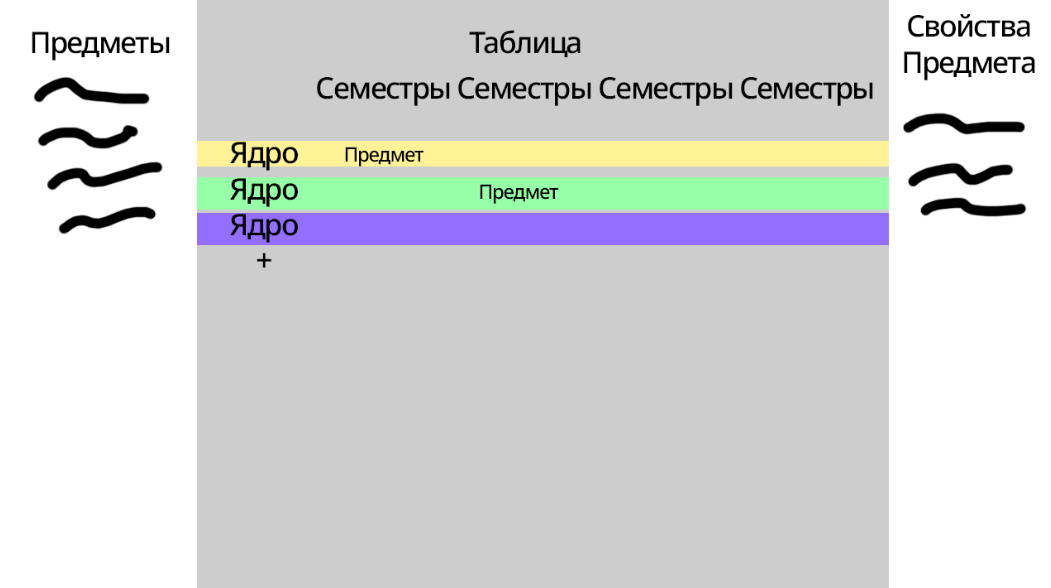 Предметы
Таблица
Семестры Семестры Семестры Семестры
Ядро Предмет
Ядро Предмет
Ядро
+
Свойства
Предмета